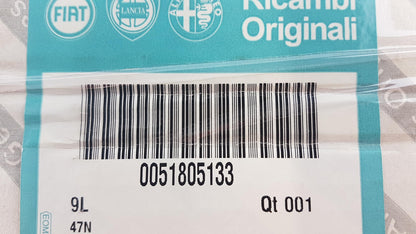 FIAT
LANCIA
Ricambi
Originali
0051805133
9L Qt 001
47N